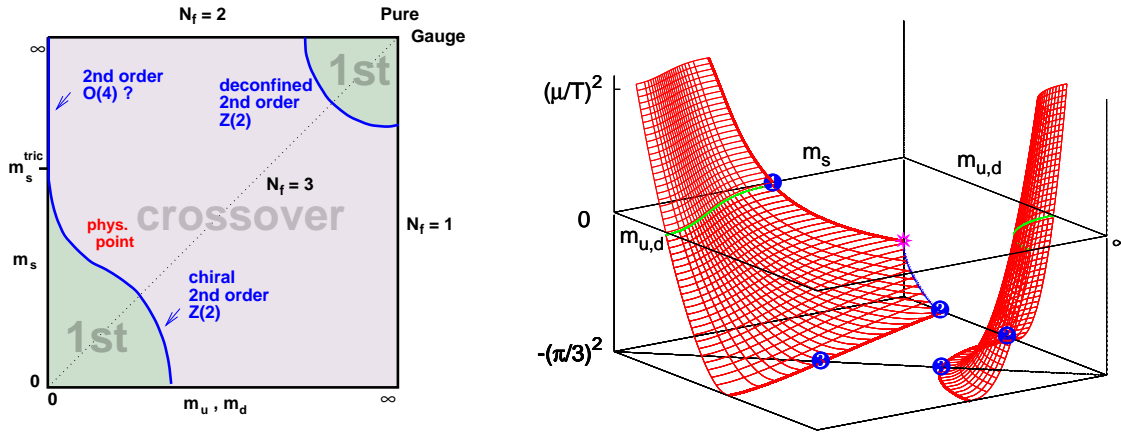 N_f = 2
Pure
Gauge
∞
1st
2nd order
O(4) ?
deconfined
2nd order
Z(2)
m_s^tric
N_f = 3
crossover
N_f = 1
phys.
point
m_s
chiral
2nd order
Z(2)
1st
0
0
m_u , m_d
∞
(μ/T)^2
m_s
m_{u,d}
1
0
m_{u,d}
∞
2
3
-(π/3)^2